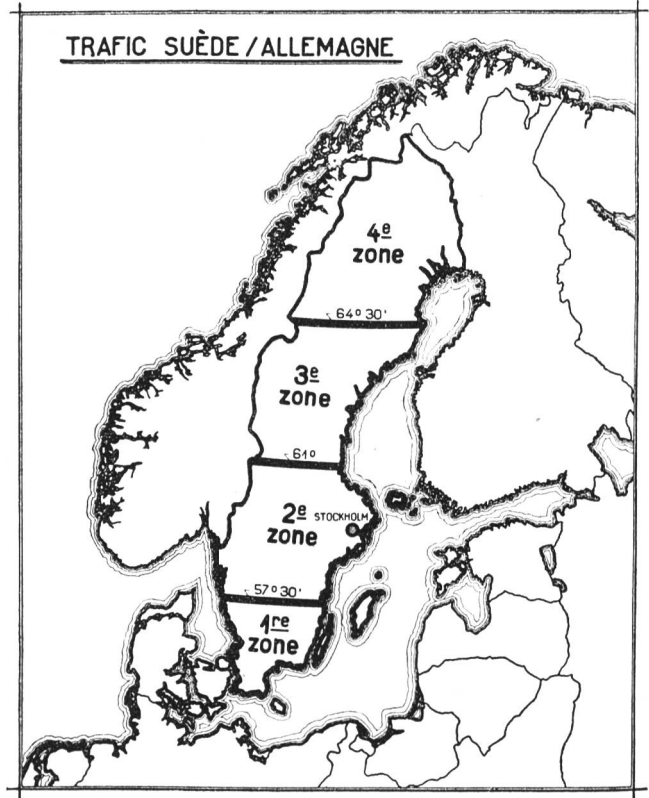 TRAFIC SUÈDE/ALLEMAGNE
4e
zone
64° 30'
3e
zone
61°
2e
zone
STOCKHOLM
57° 30'
1re
zone